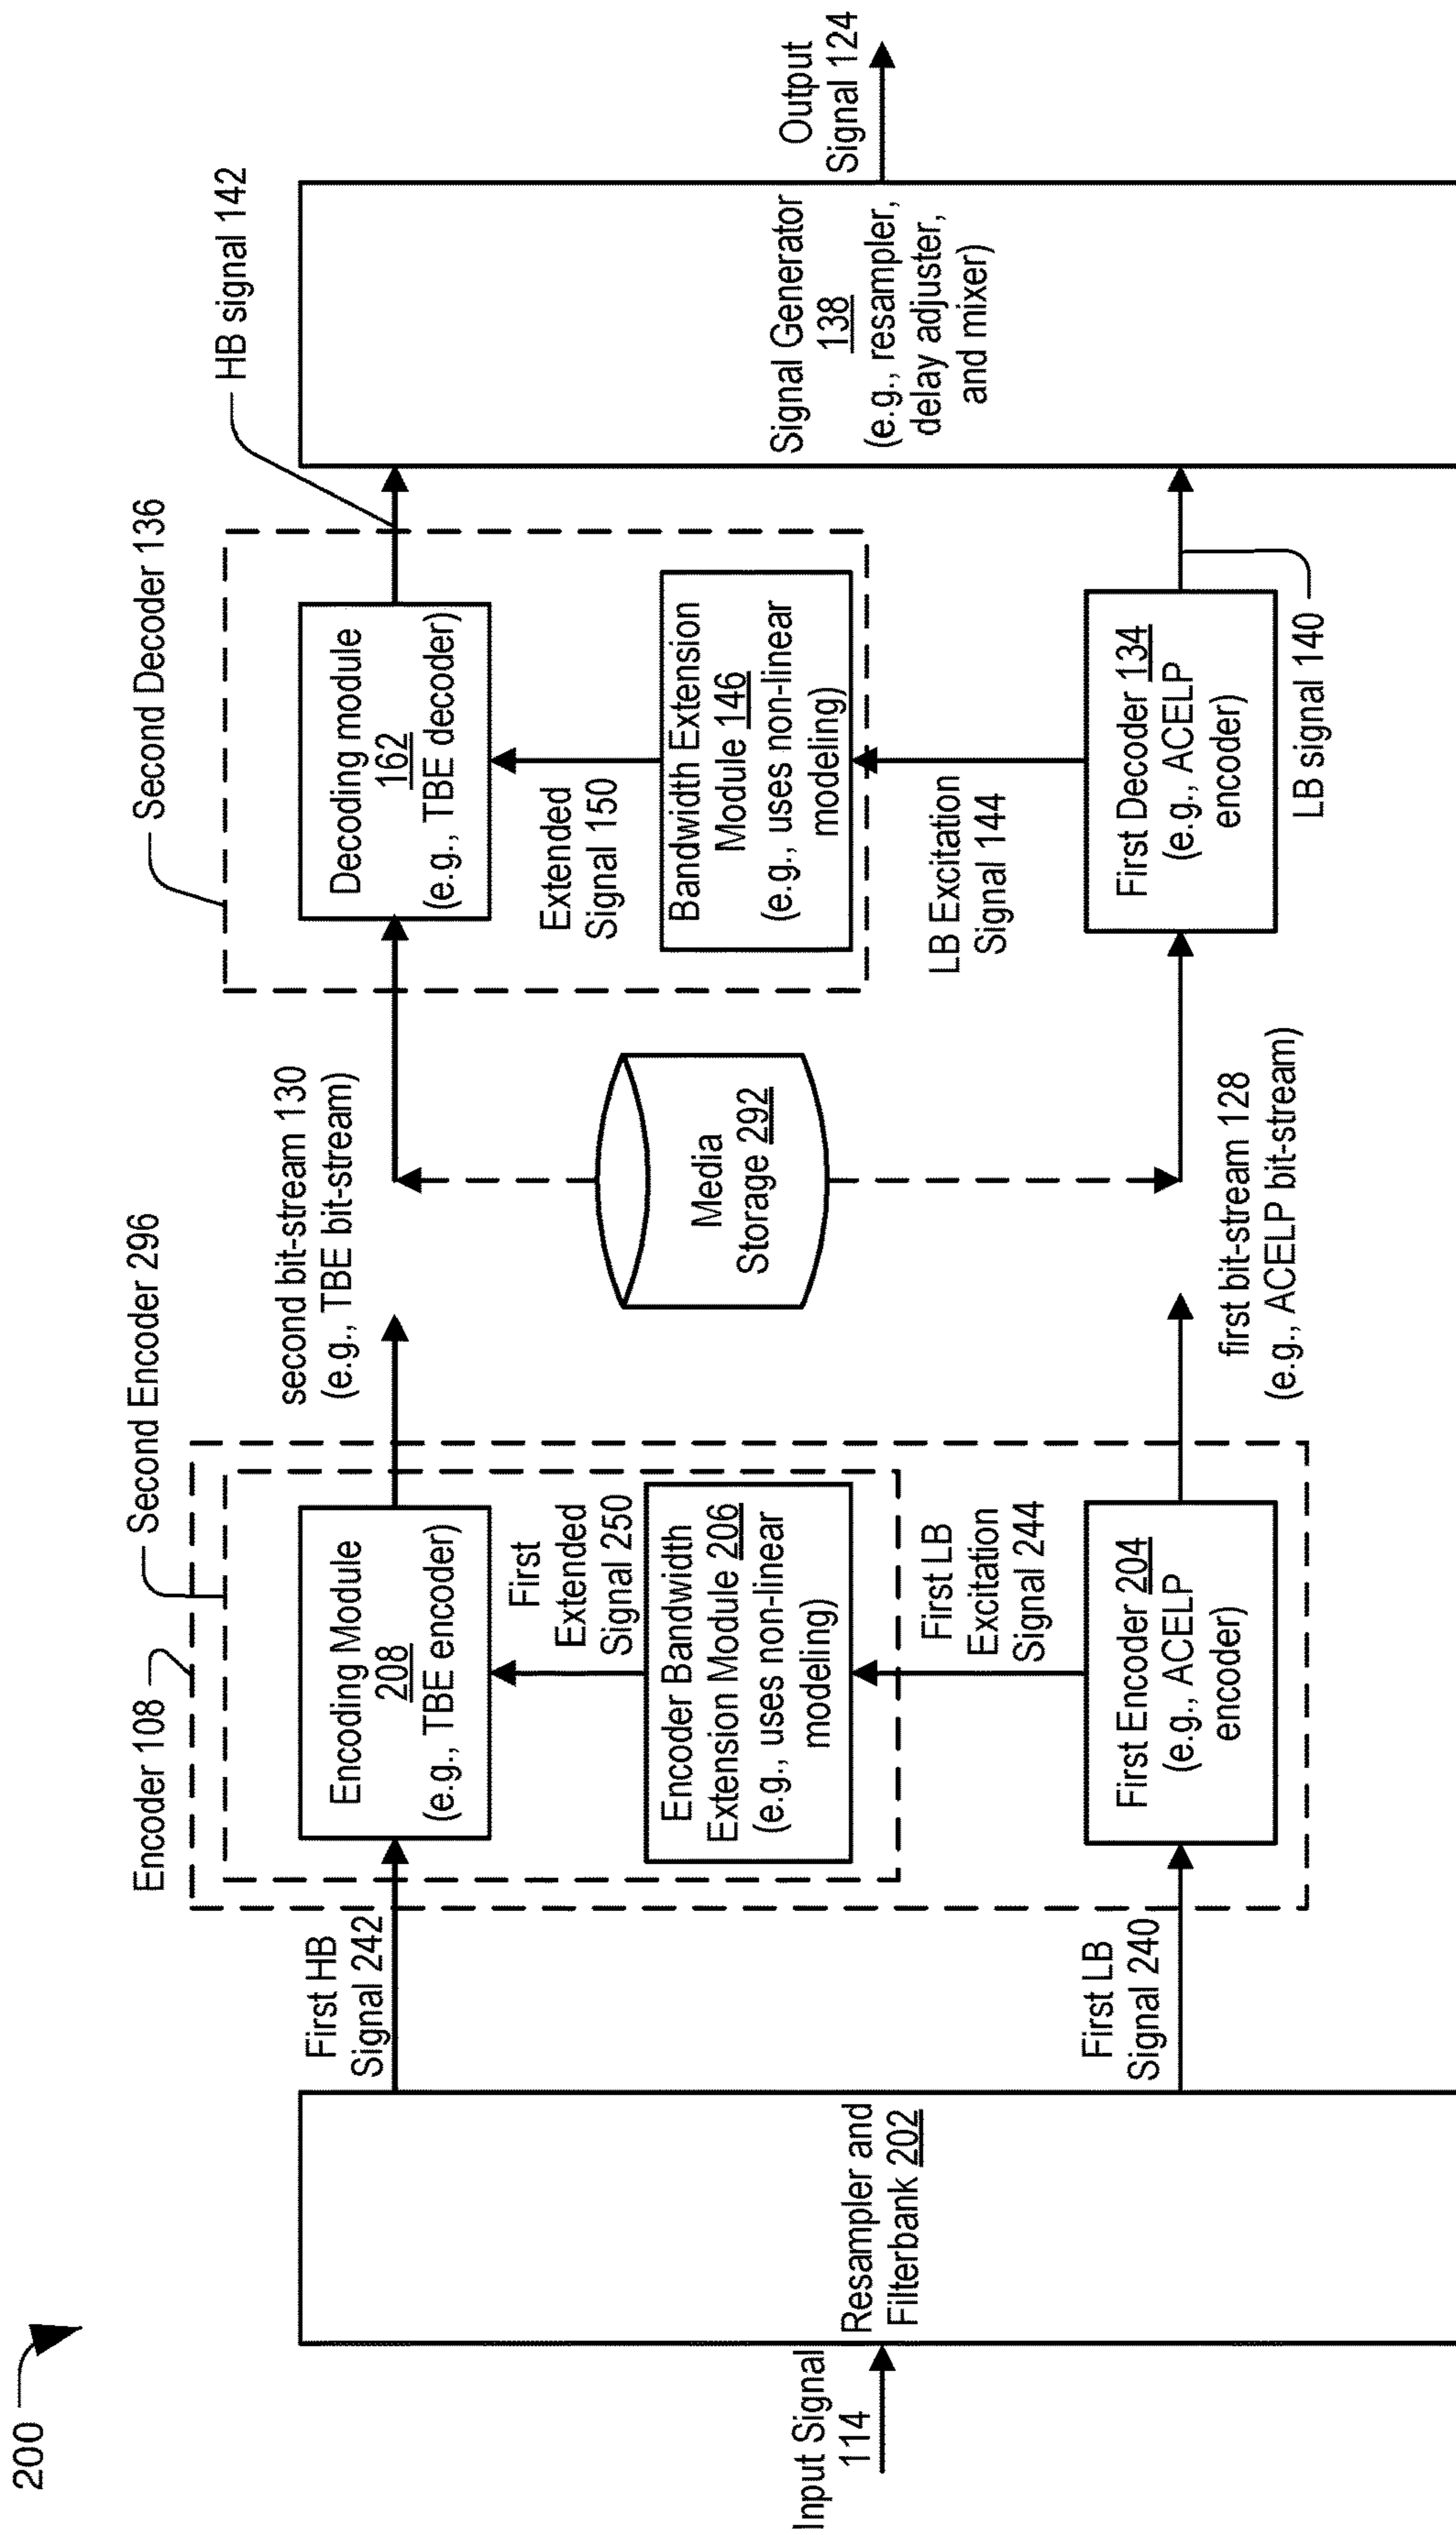 200
Input Signal
114
Resampler and
Filterbank 202
First HB
Signal 242
First LB
Signal 240
Encoder 108
Second Encoder 296
Encoding Module
208
(e.g., TBE encoder)
First
Extended
Signal 250
Encoder Bandwidth
Extension Module 206
(e.g., uses non-linear
modeling)
First LB
Excitation
Signal 244
First Encoder 204
(e.g., ACELP
encoder)
second bit-stream 130
(e.g., TBE bit-stream)
Media
Storage 292
first bit-stream 128
(e.g., ACELP bit-stream)
Second Decoder 136
Decoding module
162
(e.g., TBE decoder)
Extended
Signal 150
Bandwidth Extension
Module 146
(e.g., uses non-linear
modeling)
LB Excitation
Signal 144
First Decoder 134
(e.g., ACELP
encoder)
HB signal 142
LB signal 140
Signal Generator
138
(e.g., resampler,
delay adjuster,
and mixer)
Output
Signal 124